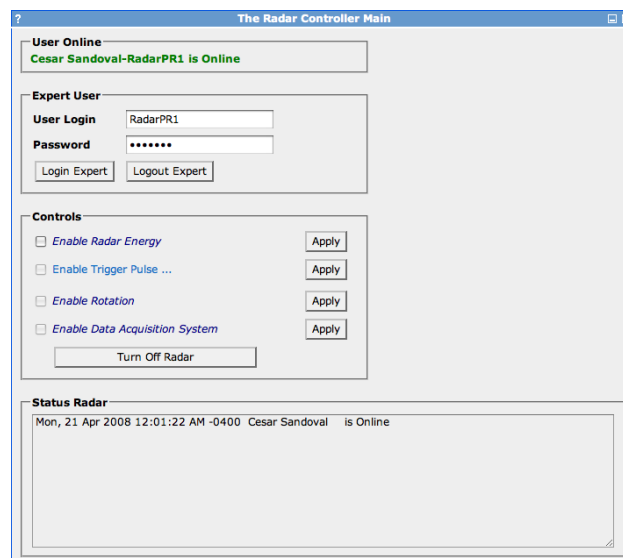 ? The Radar Controller Main
User Online
Cesar Sandoval-RadarPR1 is Online
Expert User
User Login RadarPR1
Password •••••••
Login Expert Logout Expert
Controls
Enable Radar Energy Apply
Enable Trigger Pulse ... Apply
Enable Rotation Apply
Enable Data Acquisition System Apply
Turn Off Radar
Status Radar
Mon, 21 Apr 2008 12:01:22 AM -0400 Cesar Sandoval is Online